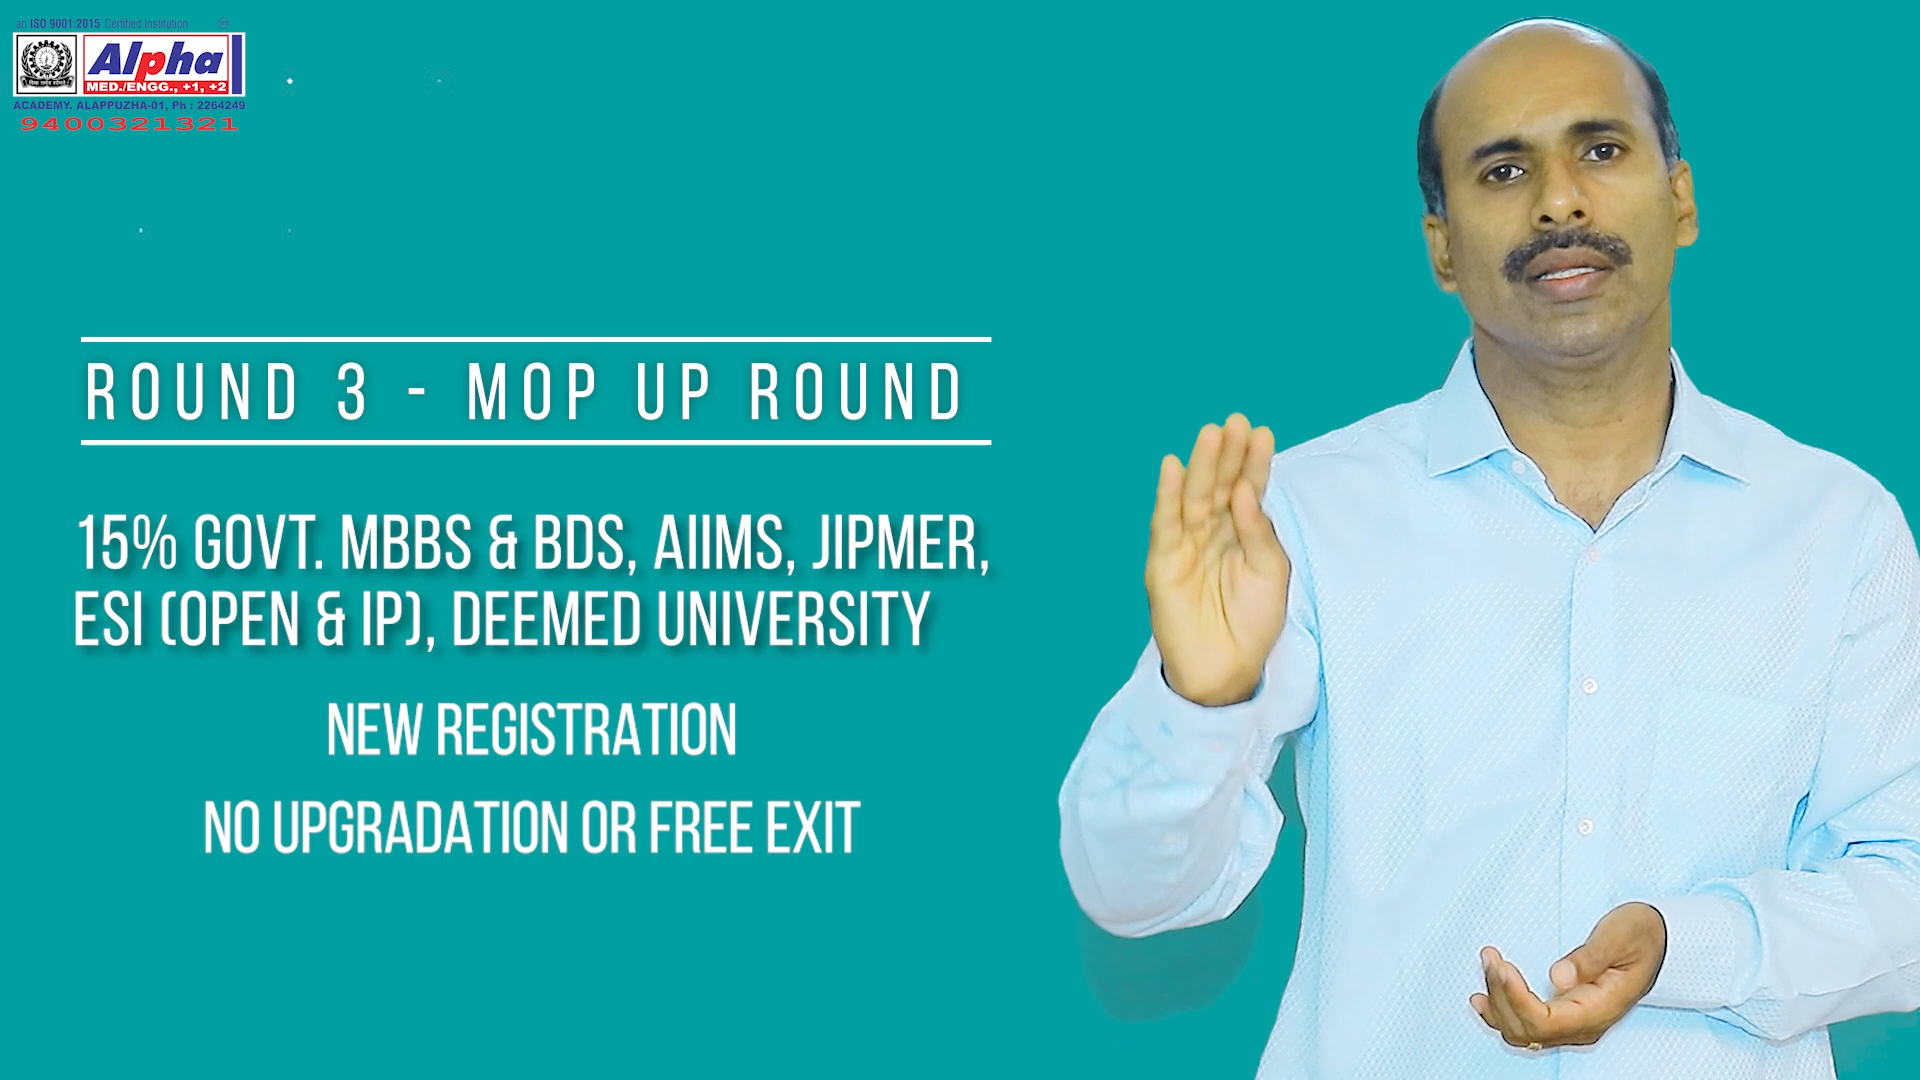 an ISO 9001:2015 Certified Institution
Alpha
MED./ENGG., +1, +2
ACADEMY. ALAPPUZHA-01, Ph : 2264249
9400321321
ROUND 3 - MOP UP ROUND
15% GOVT. MBBS & BDS, AIIMS, JIPMER,
ESI (OPEN & IP), DEEMED UNIVERSITY
NEW REGISTRATION
NO UPGRADATION OR FREE EXIT